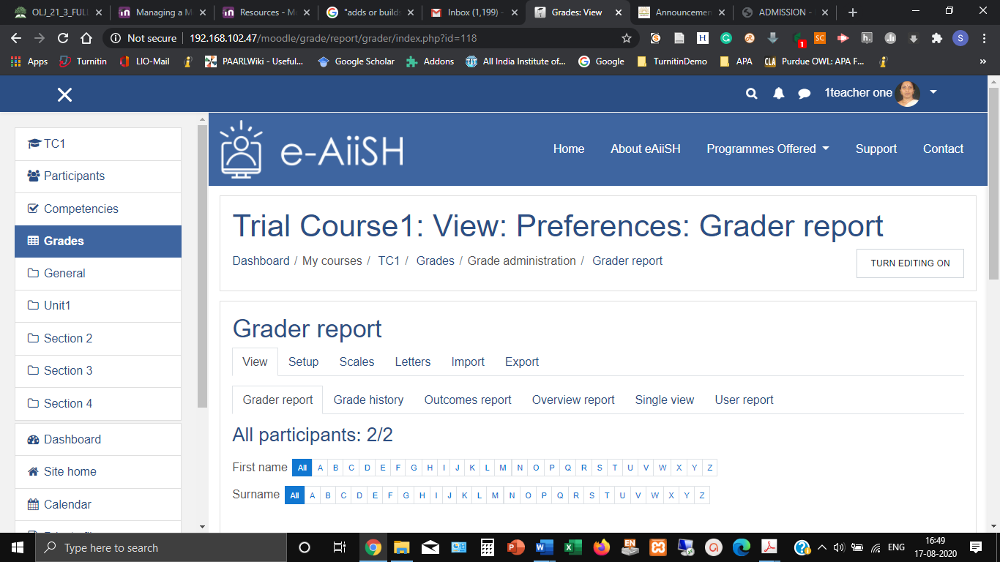 OLJ_21_3_FULL
Managing a M
Resources - M
"adds or builds
Inbox (1,199) -
Grades: View
Announcemen
ADMISSION -
Not secure | 192.168.102.47/moodle/grade/report/grader/index.php?id=118
Apps Turnitin LIO-Mail PAARLWiki - Useful... Google Scholar Addons All India Institute of... Google TurnitinDemo APA Purdue OWL: APA F... »
1teacher one
e-AiiSH
Home About eAiiSH Programmes Offered Support Contact
TC1
Participants
Competencies
Grades
General
Unit1
Section 2
Section 3
Section 4
Dashboard
Site home
Calendar
Trial Course1: View: Preferences: Grader report
Dashboard / My courses / TC1 / Grades / Grade administration / Grader report
TURN EDITING ON
Grader report
View Setup Scales Letters Import Export
Grader report Grade history Outcomes report Overview report Single view User report
All participants: 2/2
First name All A B C D E F G H I J K L M N O P Q R S T U V W X Y Z
Surname All A B C D E F G H I J K L M N O P Q R S T U V W X Y Z
Type here to search
ENG
16:49
17-08-2020